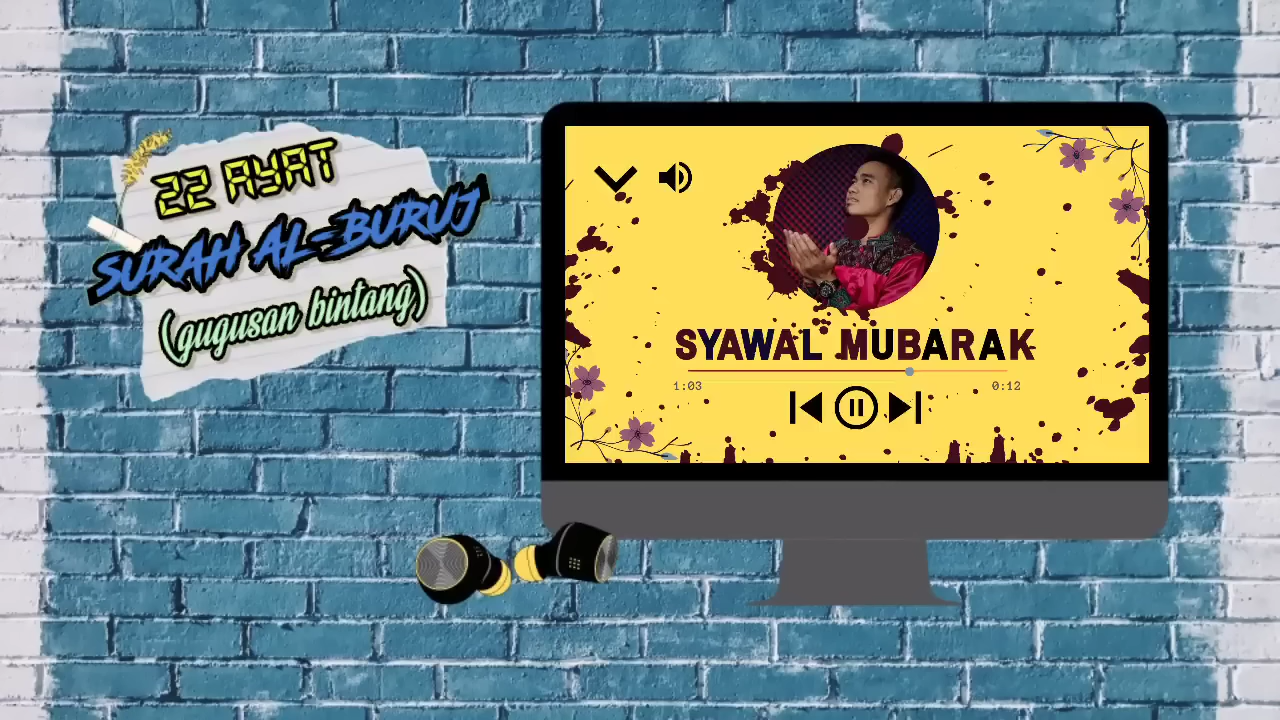 22 AYAT
SURAH AL-BURUJ
(gugusan bintang)
SYAWAL MUBARAK
1:03
0:12